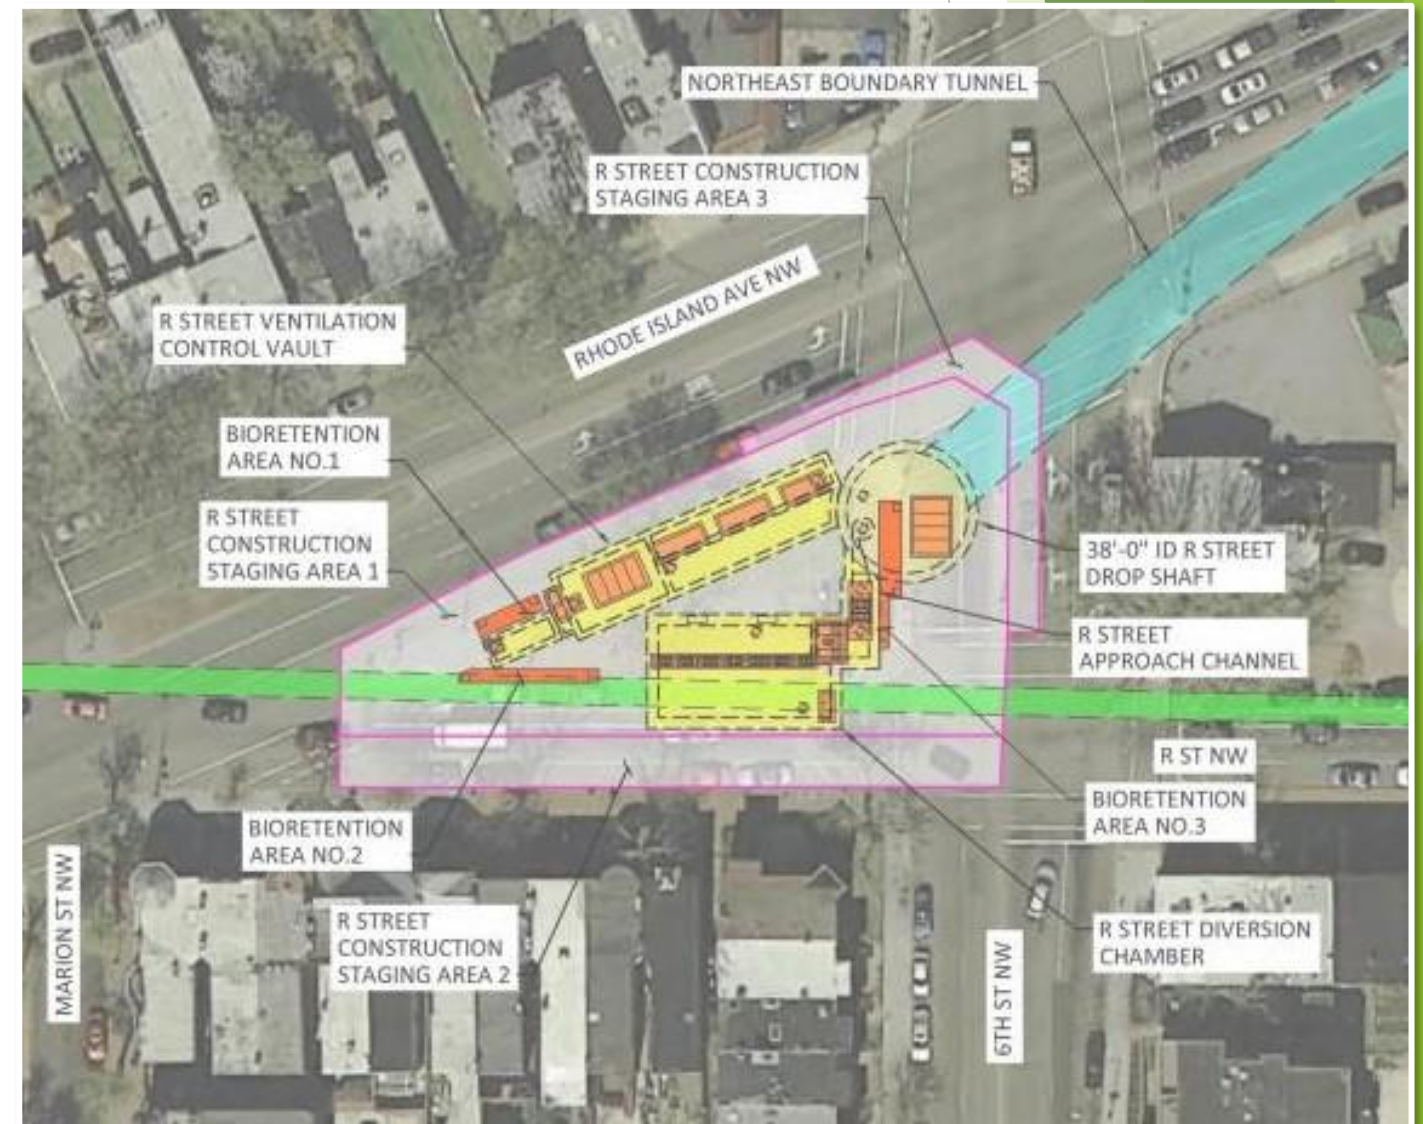 NORTHEAST BOUNDARY TUNNEL
R STREET CONSTRUCTION
STAGING AREA 3
RHODE ISLAND AVE NW
R STREET VENTILATION
CONTROL VAULT
BIORETENTION
AREA NO.1
R STREET
CONSTRUCTION
STAGING AREA 1
38'-0" ID R STREET
DROP SHAFT
R STREET
APPROACH CHANNEL
R ST NW
BIORETENTION
AREA NO.3
BIORETENTION
AREA NO.2
MARION ST NW
R STREET
CONSTRUCTION
STAGING AREA 2
6TH ST NW
R STREET DIVERSION
CHAMBER